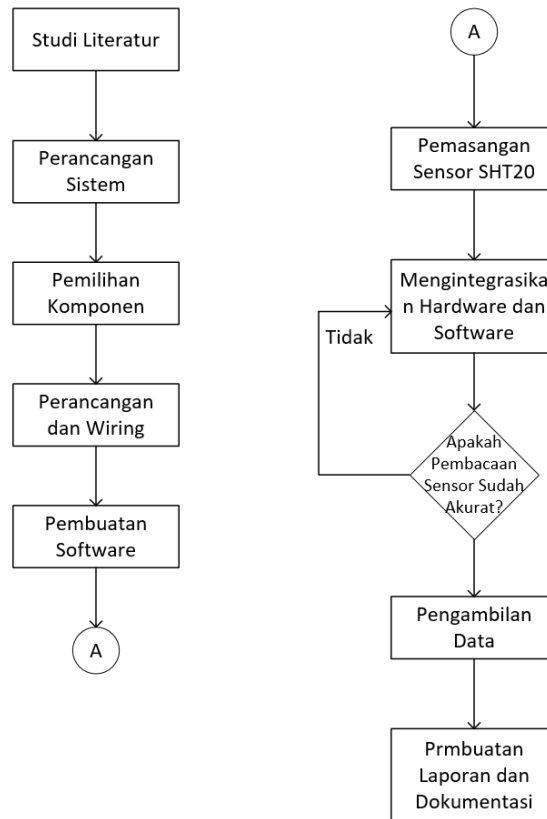 Studi Literatur
Perancangan
Sistem
Pemilihan
Komponen
Perancangan
dan Wiring
Pembuatan
Software
A
A
Pemasangan
Sensor SHT20
Mengintegrasika
n Hardware dan
Software
Tidak
Apakah
Pembacaan
Sensor Sudah
Akurat?
Pengambilan
Data
Prmbuatan
Laporan dan
Dokumentasi